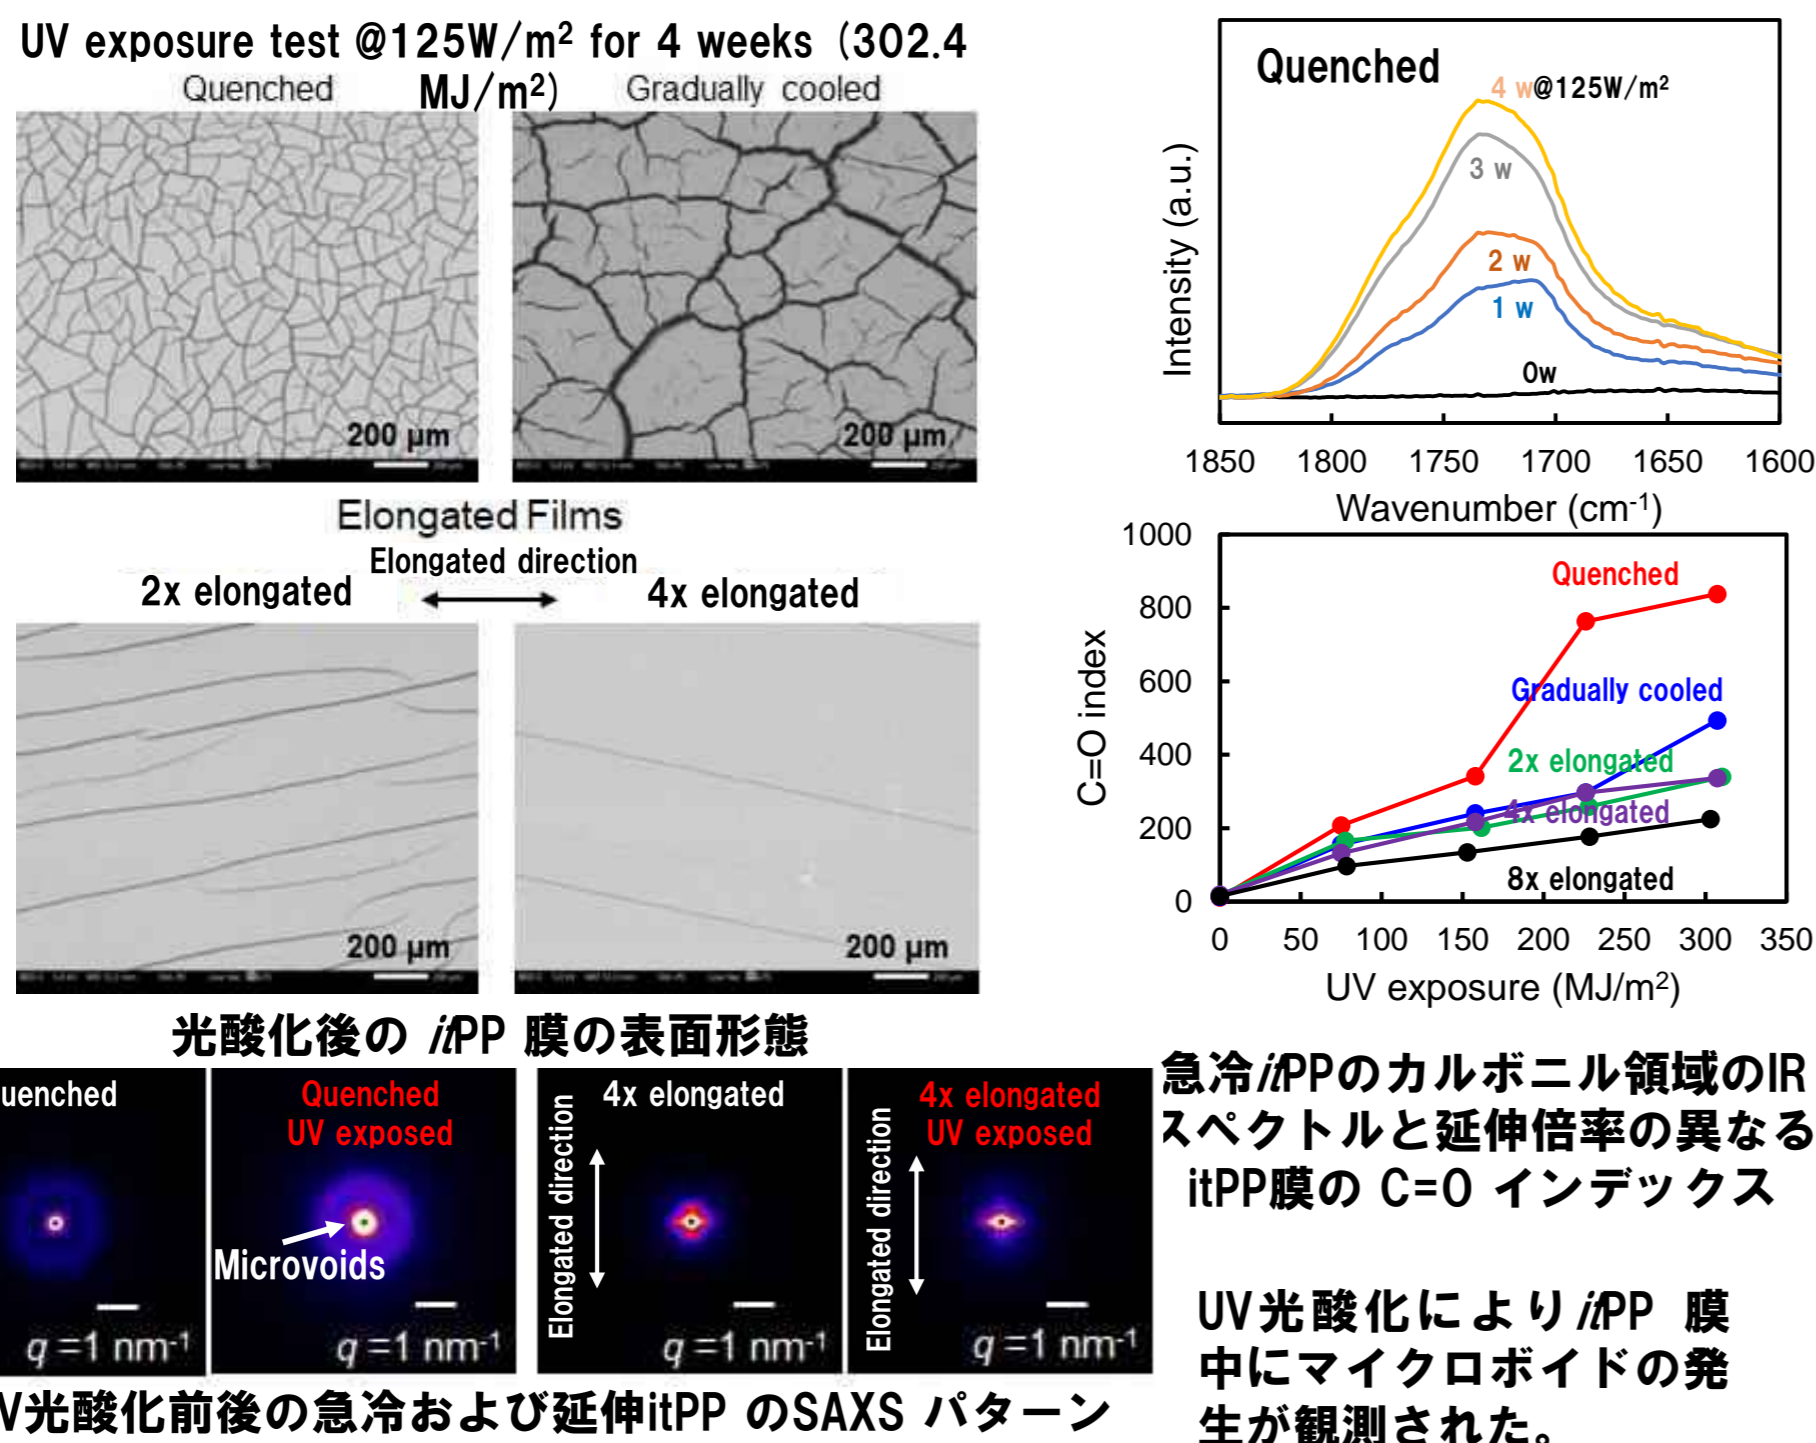 UV exposure test @125W/m² for 4 weeks (302.4
MJ/m²)
Quenched
Gradually cooled
200 μm
200 μm
Elongated Films
Elongated direction
2x elongated
4x elongated
200 μm
200 μm
光酸化後の itPP 膜の表面形態
uenched
q =1 nm⁻¹
Quenched
UV exposed
Microvoids
q =1 nm⁻¹
4x elongated
Elongated direction
q =1 nm⁻¹
4x elongated
UV exposed
Elongated direction
q =1 nm⁻¹
V光酸化前後の急冷および延伸itPP のSAXS パターン
Quenched
4 w@125W/m²
3 w
2 w
1 w
0w
Intensity (a.u.)
1850 1800 1750 1700 1650 1600
Wavenumber (cm⁻¹)
1000
800
600
400
200
0
C=O index
Quenched
Gradually cooled
2x elongated
4x elongated
8x elongated
0 50 100 150 200 250 300 350
UV exposure (MJ/m²)
急冷itPPのカルボニル領域のIR
スペクトルと延伸倍率の異なる
itPP膜の C=O インデックス
UV光酸化によりitPP 膜
中にマイクロボイドの発
生が観測された。